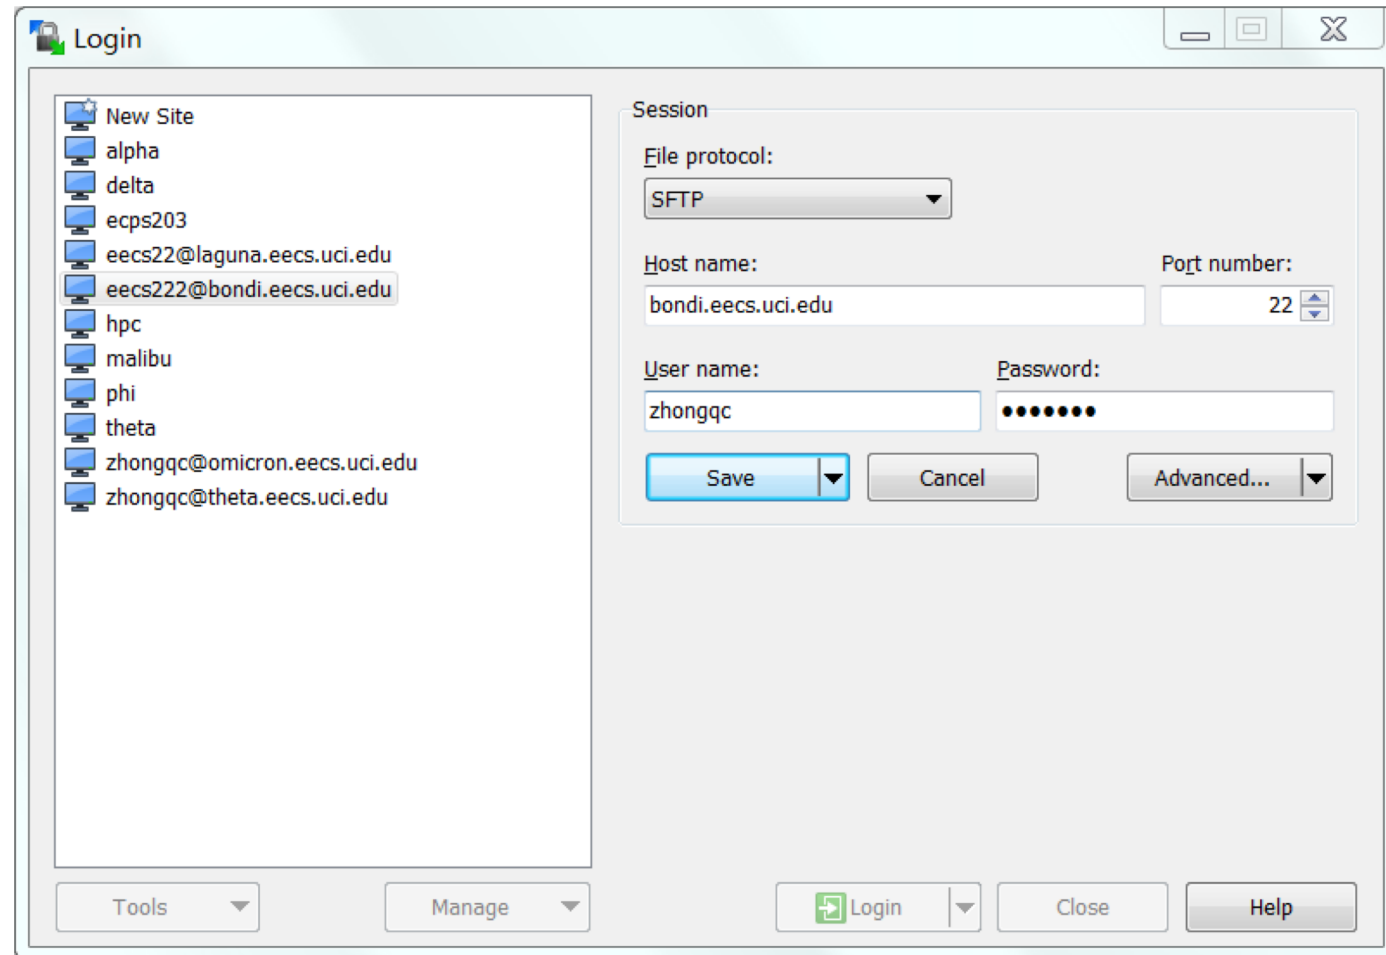 Login
New Site
alpha
delta
ecps203
eecs22@laguna.eecs.uci.edu
eecs222@bondi.eecs.uci.edu
hpc
malibu
phi
theta
zhongqc@omicron.eecs.uci.edu
zhongqc@theta.eecs.uci.edu
Tools
Manage
Session
File protocol:
SFTP
Host name:
Port number:
bondi.eecs.uci.edu
22
User name:
Password:
zhongqc
•••••••
Save
Cancel
Advanced...
Login
Close
Help